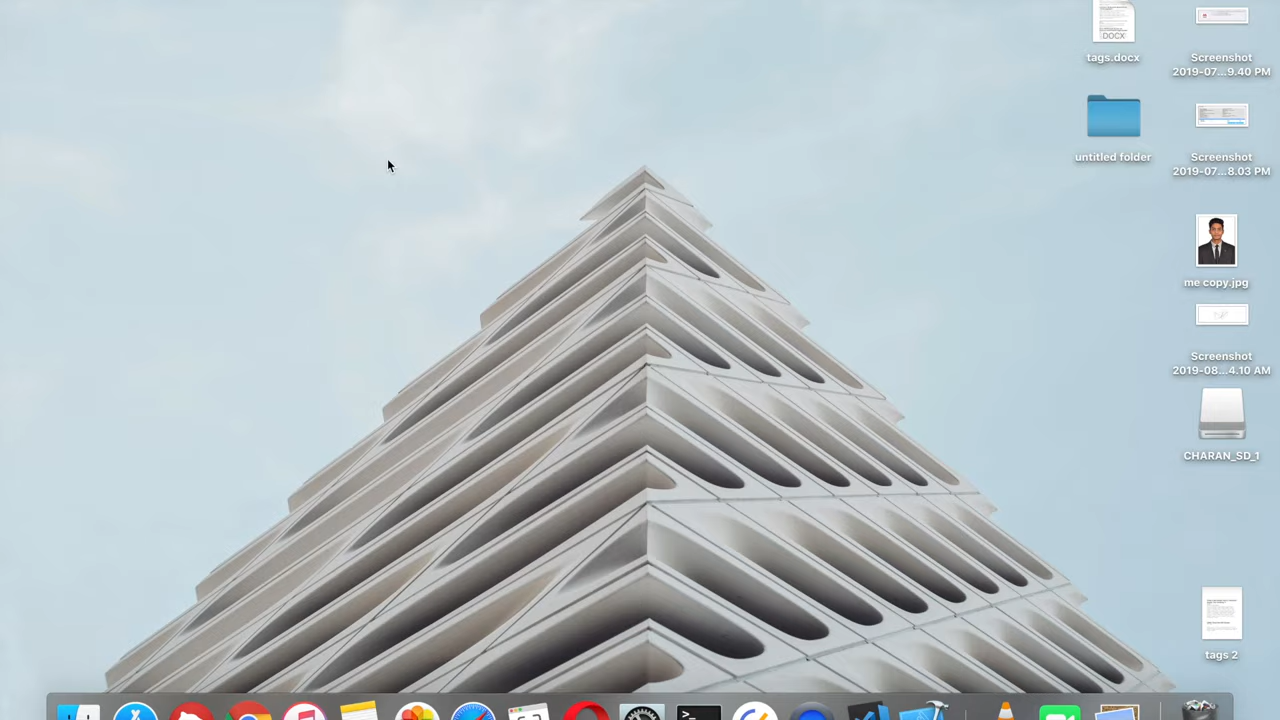 tags.docx
Screenshot
2019-07...9.40 PM
untitled folder
Screenshot
2019-07...8.03 PM
me copy.jpg
Screenshot
2019-08...4.10 AM
CHARAN_SD_1
tags 2
DOCX